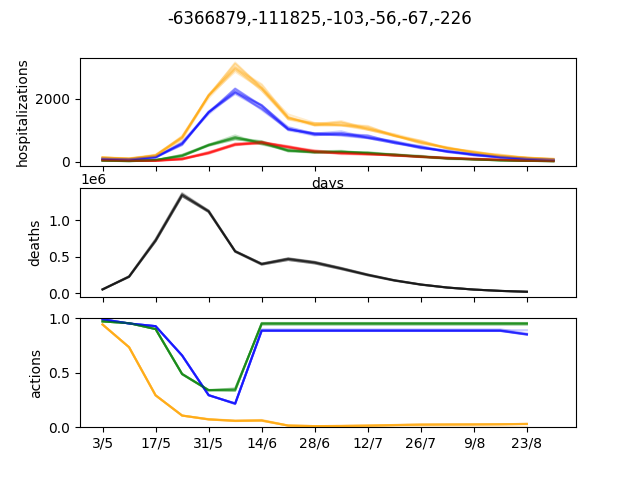 -6366879,-111825,-103,-56,-67,-226
hospitalizations
2000
0
days
1e6
deaths
1.0
0.5
0.0
actions
1.0
0.5
0.0
3/5 17/5 31/5 14/6 28/6 12/7 26/7 9/8 23/8